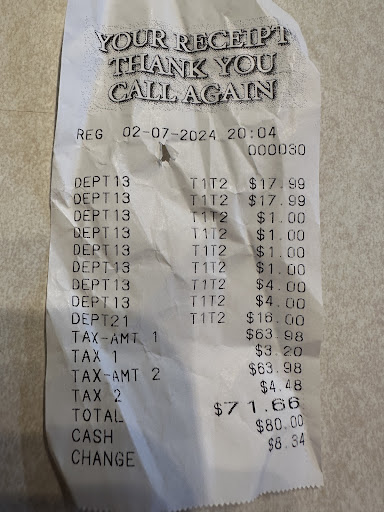 YOUR RECEIPT
THANK YOU
CALL AGAIN
REG 02-07-2024 20:04
000030
DEPT13 T1T2 $17.99
DEPT13 T1T2 $17.99
DEPT13 T1T2 $1.00
DEPT13 T1T2 $1.00
DEPT13 T1T2 $1.00
DEPT13 T1T2 $1.00
DEPT13 T1T2 $4.00
DEPT13 T1T2 $4.00
DEPT21 T1T2 $16.00
TAX-AMT 1 $63.98
TAX 1 $3.20
TAX-AMT 2 $63.98
TAX 2 $4.48
TOTAL $71.66
CASH $80.00
CHANGE $8.34